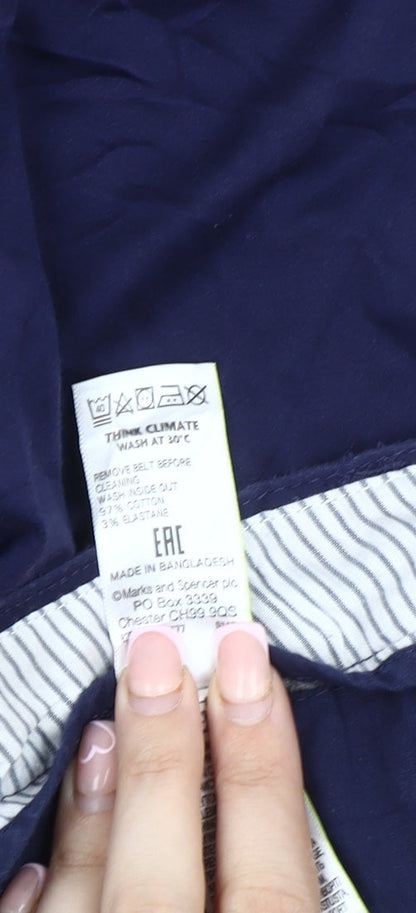 40
THINK CLIMATE
WASH AT 30°C
REMOVE BELT BEFORE
CLEANING
WASH INSIDE OUT
97% COTTON
3% ELASTANE
EAC
MADE IN BANGLADESH
©Marks and Spencer plc
PO Box 3339
Chester CH99 9QS